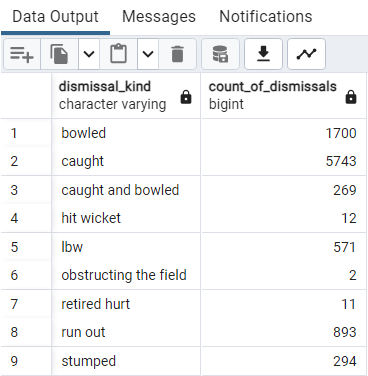 Data Output Messages Notifications
dismissal_kind count_of_dismissals
character varying bigint
1 bowled 1700
2 caught 5743
3 caught and bowled 269
4 hit wicket 12
5 lbw 571
6 obstructing the field 2
7 retired hurt 11
8 run out 893
9 stumped 294